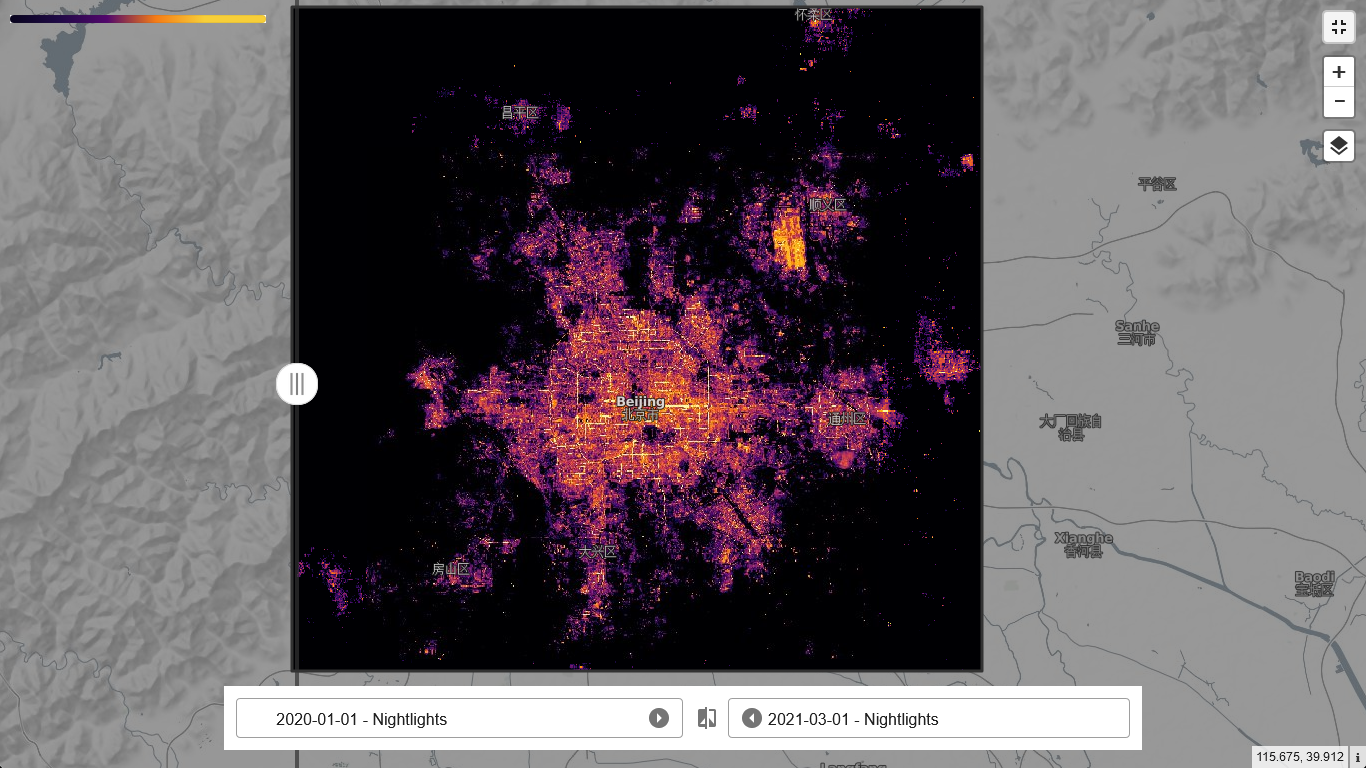 怀柔区
昌平区
平谷区
顺义区
Sanhe
三河市
Beijing
北京市
通州区
大厂回族自
治县
Xianghe
香河县
大兴区
房山区
Baodi
宝坻区
2020-01-01 - Nightlights
2021-03-01 - Nightlights
115.675, 39.912
Langfang